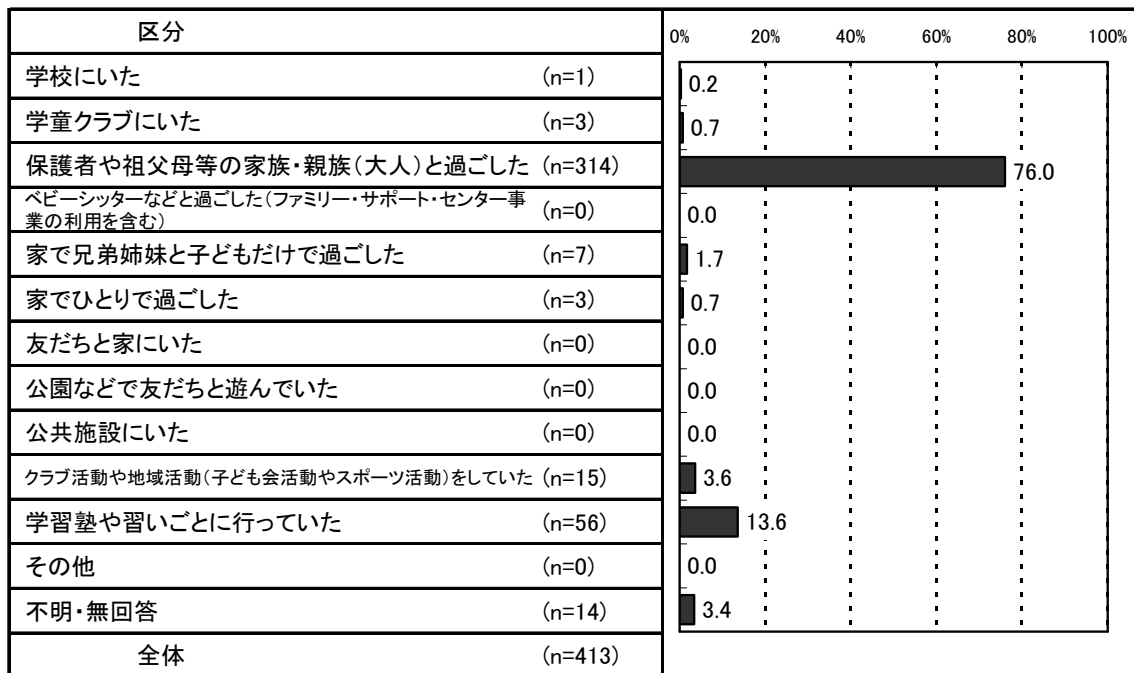 区分 0% 20% 40% 60% 80% 100%
学校にいた (n=1) 0.2
学童クラブにいた (n=3) 0.7
保護者や祖父母等の家族・親族（大人）と過ごした (n=314) 76.0
ベビーシッターなどと過ごした（ファミリー・サポート・センター事
業の利用を含む） (n=0) 0.0
家で兄弟姉妹と子どもだけで過ごした (n=7) 1.7
家でひとりで過ごした (n=3) 0.7
友だちと家にいた (n=0) 0.0
公園などで友だちと遊んでいた (n=0) 0.0
公共施設にいた (n=0) 0.0
クラブ活動や地域活動（子ども会活動やスポーツ活動）をしていた (n=15) 3.6
学習塾や習いごとに行っていた (n=56) 13.6
その他 (n=0) 0.0
不明・無回答 (n=14) 3.4
全体 (n=413)